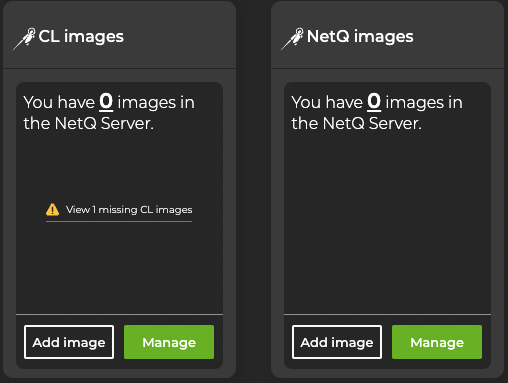 CL images
You have 0 images in
the NetQ Server.
View 1 missing CL images
Add image
Manage
NetQ images
You have 0 images in
the NetQ Server.
Add image
Manage